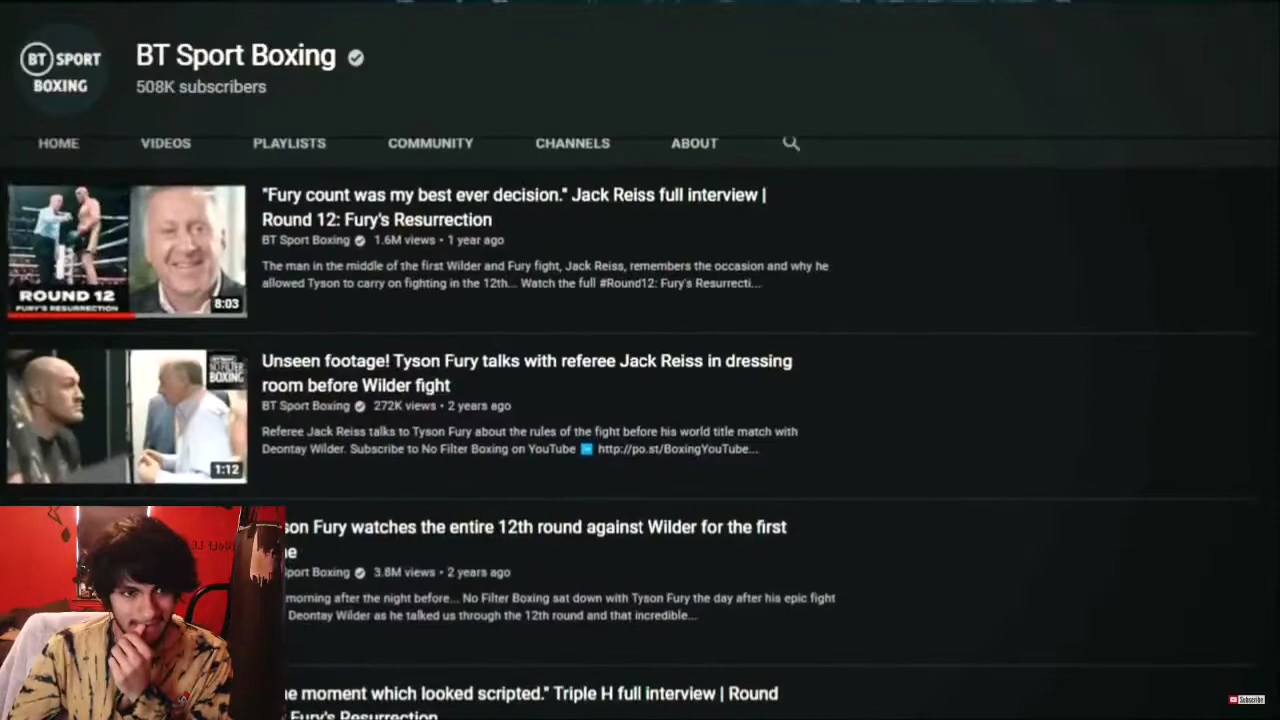 BT SPORT
BOXING
BT Sport Boxing
508K subscribers
HOME VIDEOS PLAYLISTS COMMUNITY CHANNELS ABOUT
"Fury count was my best ever decision." Jack Reiss full interview |
Round 12: Fury's Resurrection
BT Sport Boxing 1.6M views • 1 year ago
The man in the middle of the first Wilder and Fury fight, Jack Reiss, remembers the occasion and why he
allowed Tyson to carry on fighting in the 12th... Watch the full #Round12: Fury's Resurrecti...
ROUND 12
FURY'S RESURRECTION
8:03
Unseen footage! Tyson Fury talks with referee Jack Reiss in dressing
room before Wilder fight
BT Sport Boxing 272K views • 2 years ago
Referee Jack Reiss talks to Tyson Fury about the rules of the fight before his world title match with
Deontay Wilder. Subscribe to No Filter Boxing on YouTube http://po.st/BoxingYouTube...
NO FILTER
BOXING
1:12
son Fury watches the entire 12th round against Wilder for the first
ne
port Boxing 3.8M views • 2 years ago
morning after the night before... No Filter Boxing sat down with Tyson Fury the day after his epic fight
Deontay Wilder as he talked us through the 12th round and that incredible...
e moment which looked scripted." Triple H full interview | Round
Fury's Resurrection
Subscribe